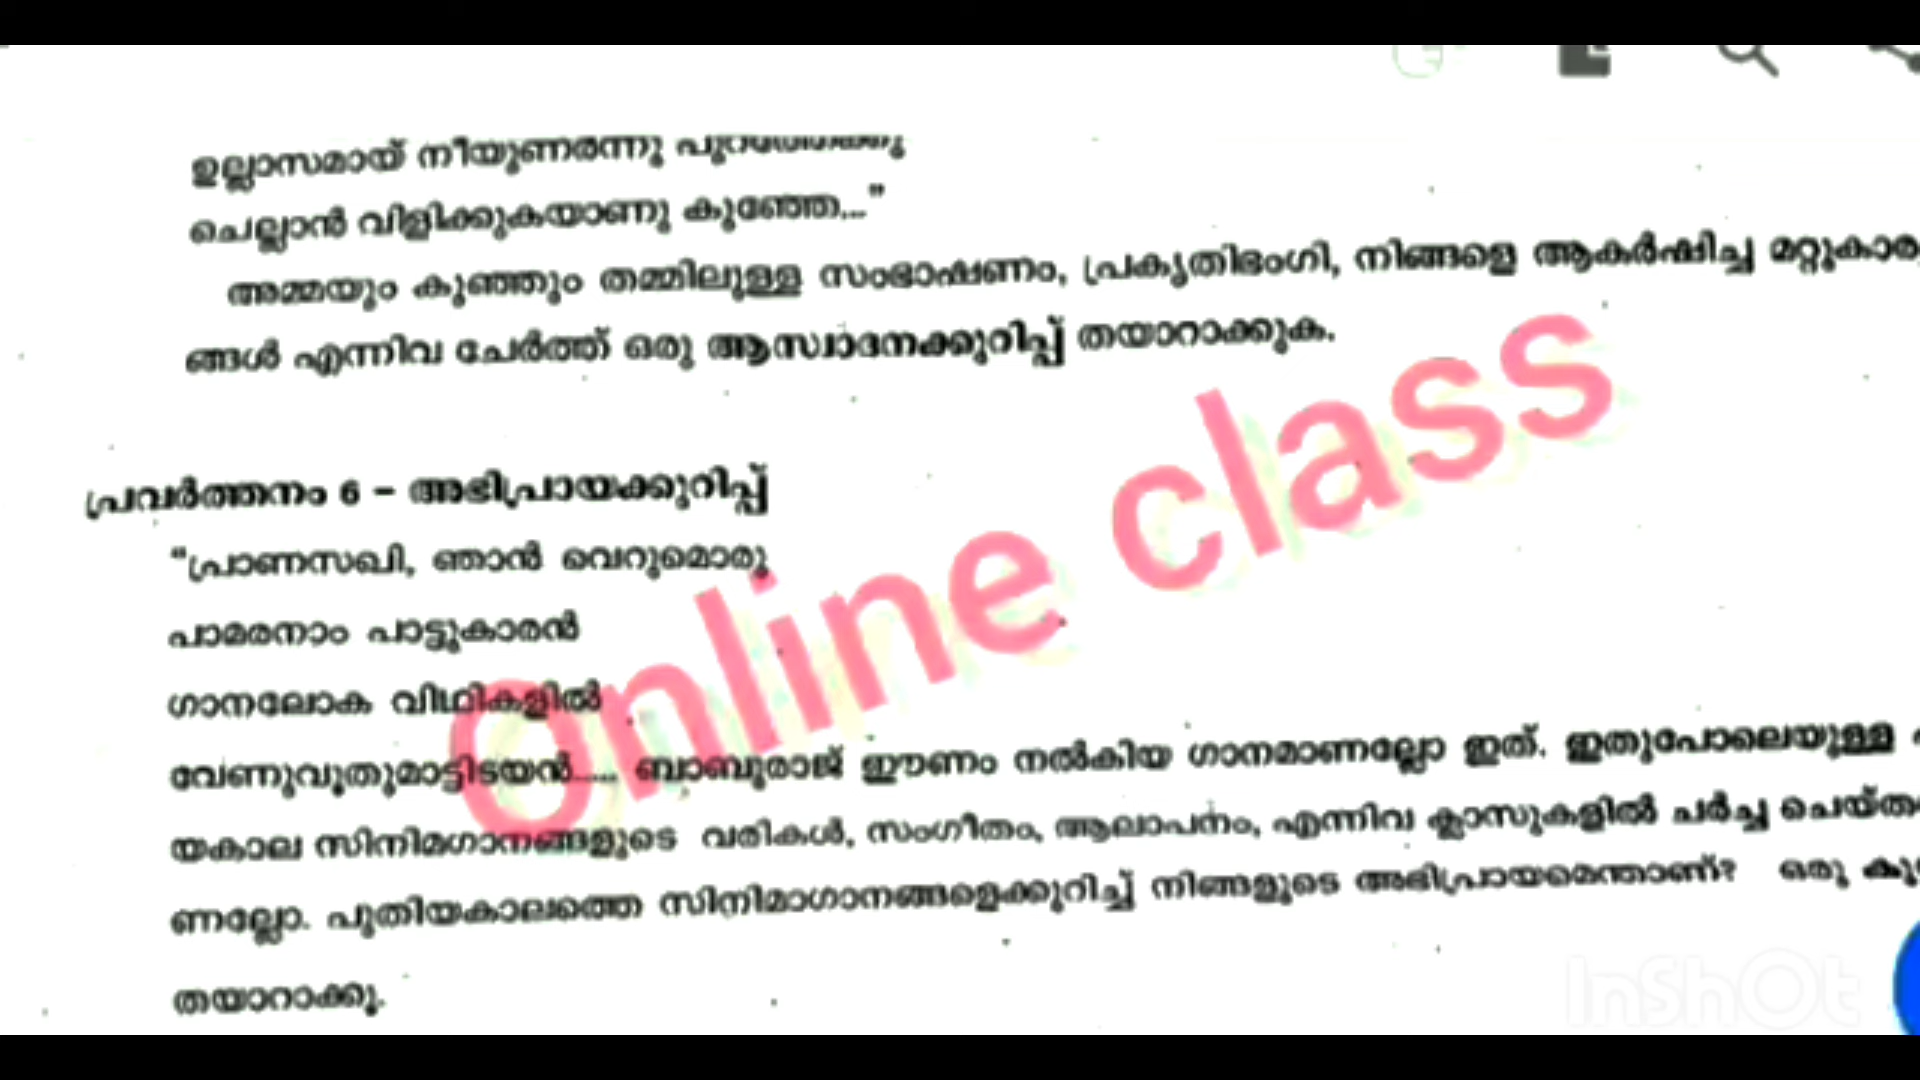 ഉല്ലാസമായ് നീയുണർന്നു
ചെല്ലാൻ വിളിക്കുകയാണു കുഞ്ഞേ..."
അമ്മയും കുഞ്ഞും തമ്മിലുള്ള സംഭാഷണം, പ്രകൃതിഭംഗി, നിങ്ങളെ ആകർഷിച്ച മറ്റുകാര
ങ്ങൾ എന്നിവ ചേർത്ത് ഒരു ആസ്വാദനക്കുറിപ്പ് തയാറാക്കുക.
പ്രവർത്തനം 6 – അഭിപ്രായക്കുറിപ്പ്
"പ്രാണസഖി, ഞാൻ വെറുമൊരു
പാമരനാം പാട്ടുകാരൻ
ഗാനലോക വീഥികളിൽ
വേണുവൂതുമാട്ടിടയൻ..... ബാബുരാജ് ഈണം നൽകിയ ഗാനമാണല്ലോ ഇത്. ഇതുപോലെയുള്ള
യകാല സിനിമഗാനങ്ങളുടെ വരികൾ, സംഗീതം, ആലാപനം, എന്നിവ ക്ലാസുകളിൽ ചർച്ച ചെയ്ത
ണല്ലോ. പുതിയകാലത്തെ സിനിമാഗാനങ്ങളെക്കുറിച്ച് നിങ്ങളുടെ അഭിപ്രായമെന്താണ്? ഒരു
തയാറാക്കൂ.
Online class
InShOt